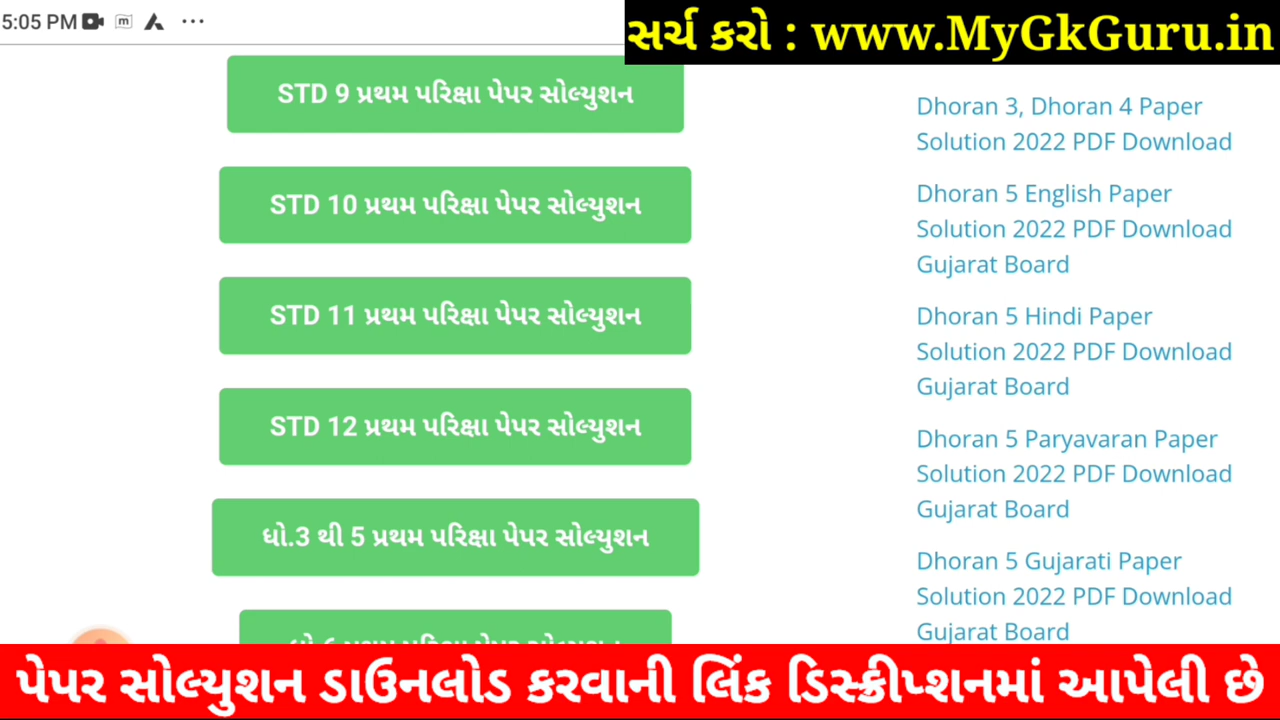 5:05 PM
સર્ચ કરો : www.MyGkGuru.in
STD 9 પ્રથમ પરિક્ષા પેપર સોલ્યુશન
STD 10 પ્રથમ પરિક્ષા પેપર સોલ્યુશન
STD 11 પ્રથમ પરિક્ષા પેપર સોલ્યુશન
STD 12 પ્રથમ પરિક્ષા પેપર સોલ્યુશન
ધો.3 થી 5 પ્રથમ પરિક્ષા પેપર સોલ્યુશન
Dhoran 3, Dhoran 4 Paper
Solution 2022 PDF Download
Dhoran 5 English Paper
Solution 2022 PDF Download
Gujarat Board
Dhoran 5 Hindi Paper
Solution 2022 PDF Download
Gujarat Board
Dhoran 5 Paryavaran Paper
Solution 2022 PDF Download
Gujarat Board
Dhoran 5 Gujarati Paper
Solution 2022 PDF Download
Gujarat Board
પેપર સોલ્યુશન ડાઉનલોડ કરવાની લિંક ડિસ્ક્રીપ્શનમાં આપેલી છે